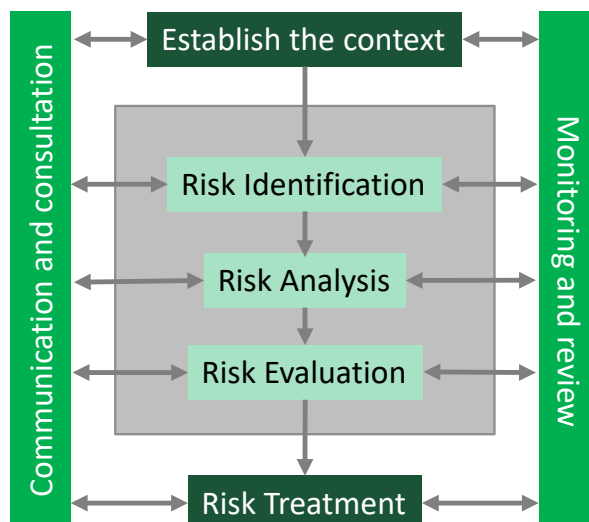 Establish the context
Communication and consultation
Monitoring and review
Risk Identification
Risk Analysis
Risk Evaluation
Risk Treatment